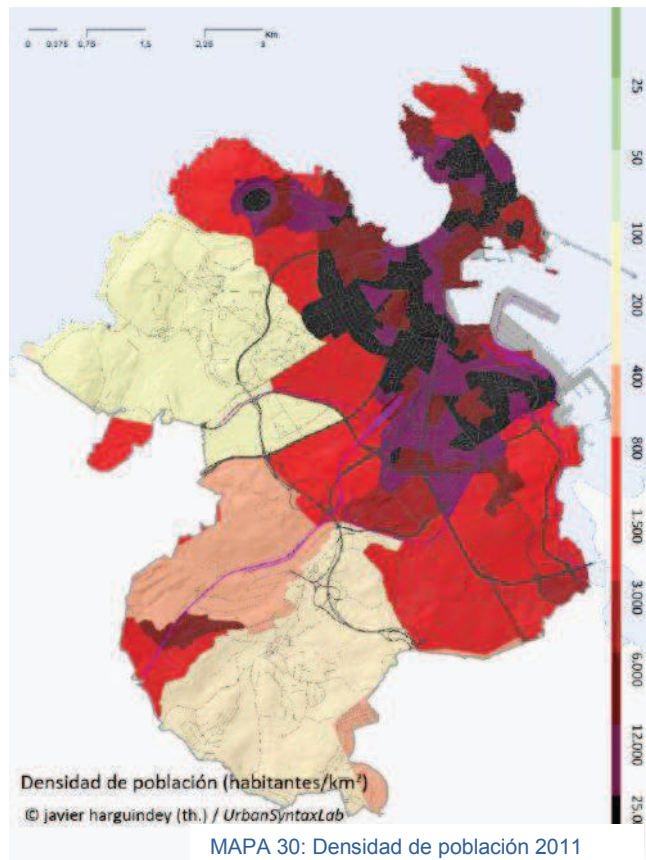 Km
0 0,375 0,75 1,5 2,25 3
25
50
100
200
400
800
1.500
3.000
6.000
12.000
25.0
Densidad de población (habitantes/km²)
© javier harguindey (th.) / UrbanSyntaxLab
MAPA 30: Densidad de población 2011